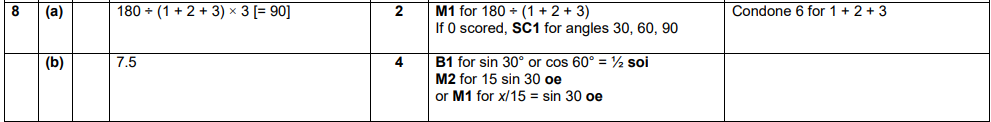 8 (a) 180 ÷ (1 + 2 + 3) × 3 [= 90] 2 M1 for 180 ÷ (1 + 2 + 3) Condone 6 for 1 + 2 + 3
If 0 scored, SC1 for angles 30, 60, 90
(b) 7.5 4 B1 for sin 30° or cos 60° = ½ soi
M2 for 15 sin 30 oe
or M1 for x/15 = sin 30 oe